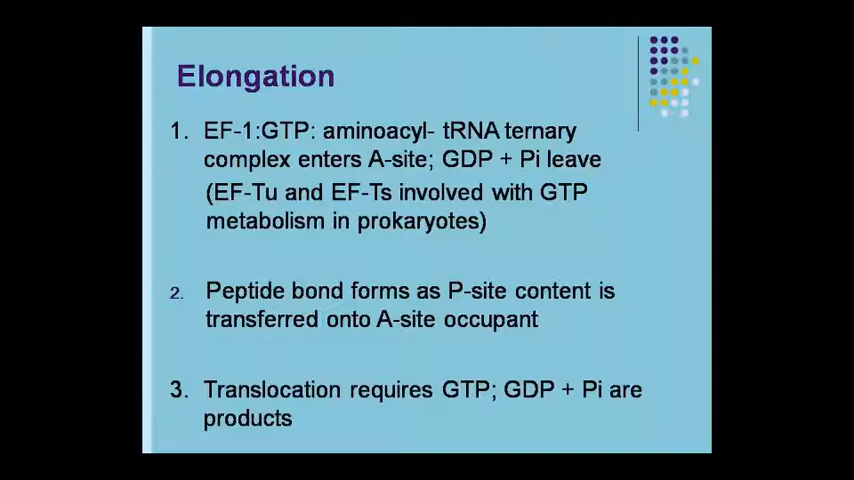 Elongation
1. EF-1:GTP: aminoacyl- tRNA ternary
complex enters A-site; GDP + Pi leave
(EF-Tu and EF-Ts involved with GTP
metabolism in prokaryotes)
2. Peptide bond forms as P-site content is
transferred onto A-site occupant
3. Translocation requires GTP; GDP + Pi are
products